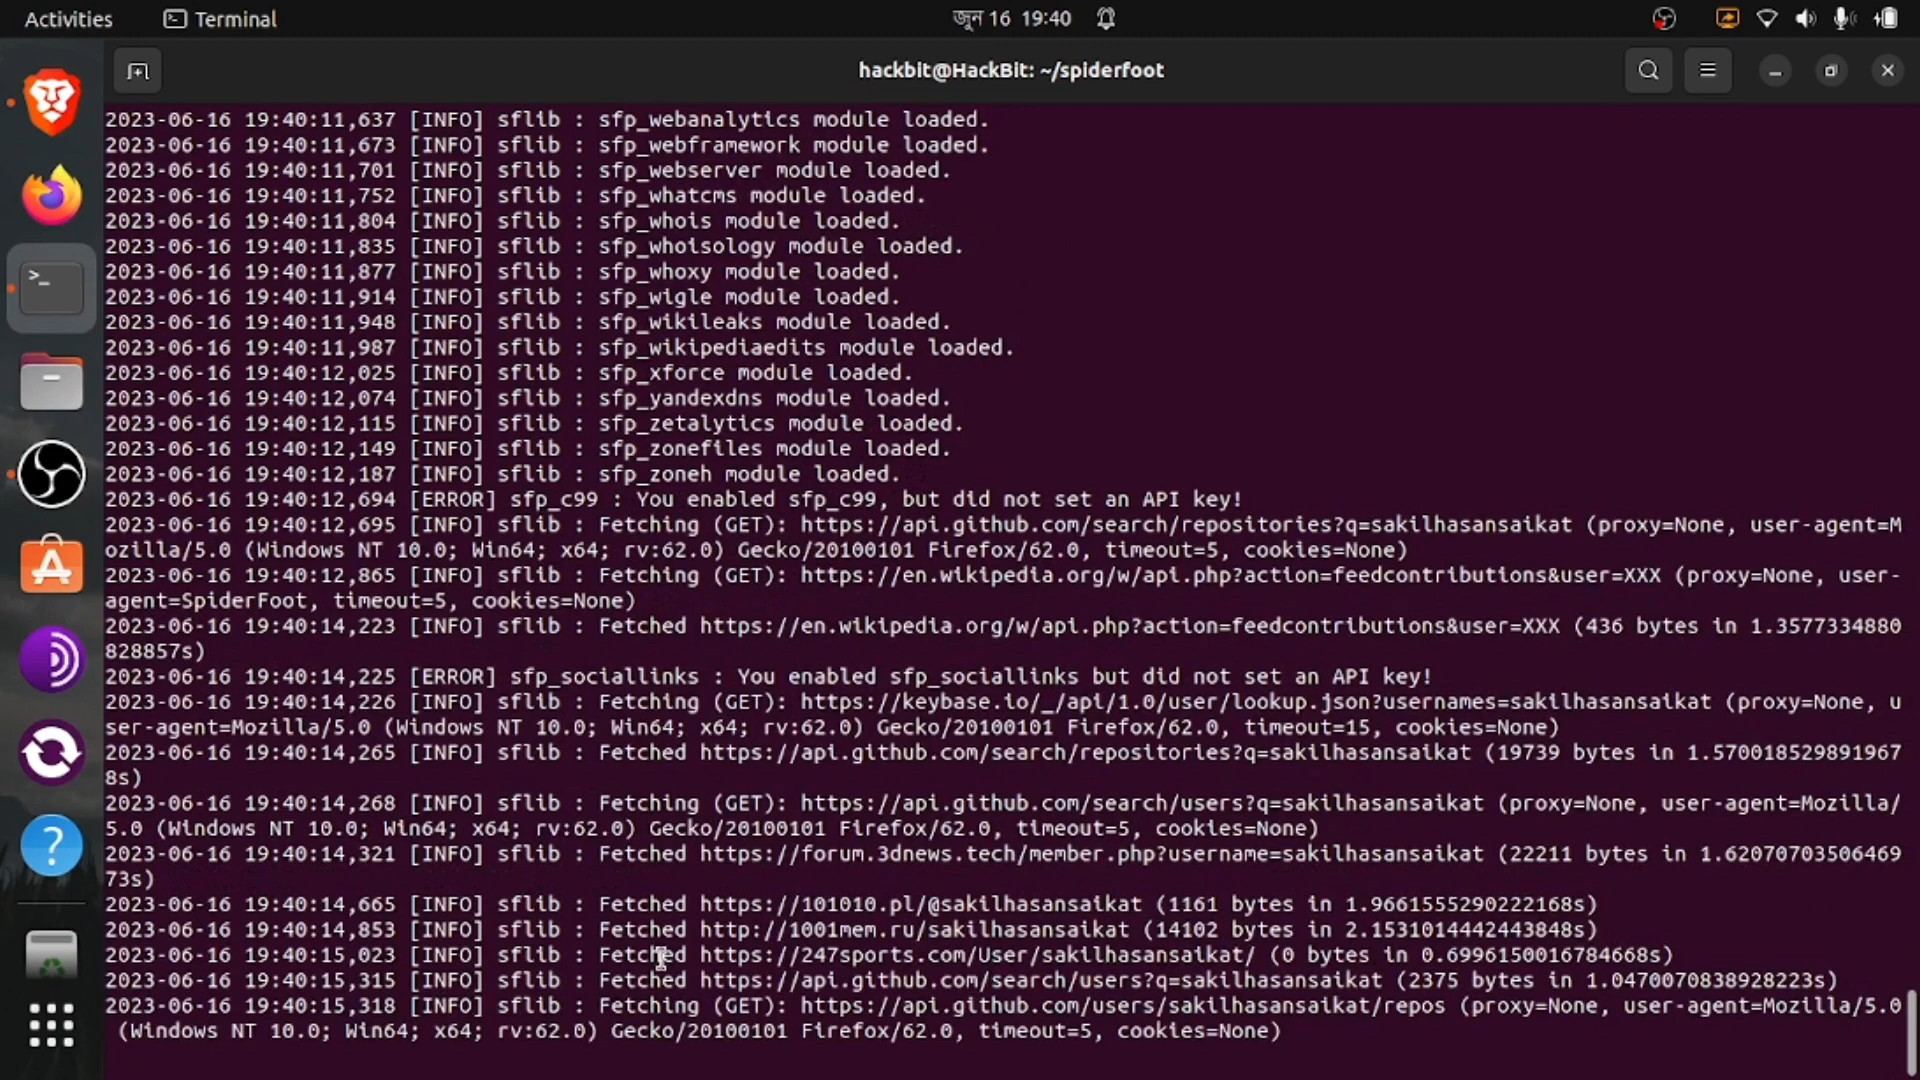 Activities
Terminal
जून 16 19:40
hackbit@HackBit: ~/spiderfoot
2023-06-16 19:40:11,637 [INFO] sflib : sfp_webanalytics module loaded.
2023-06-16 19:40:11,673 [INFO] sflib : sfp_webframework module loaded.
2023-06-16 19:40:11,701 [INFO] sflib : sfp_webserver module loaded.
2023-06-16 19:40:11,752 [INFO] sflib : sfp_whatcms module loaded.
2023-06-16 19:40:11,804 [INFO] sflib : sfp_whois module loaded.
2023-06-16 19:40:11,835 [INFO] sflib : sfp_whoisology module loaded.
2023-06-16 19:40:11,877 [INFO] sflib : sfp_whoxy module loaded.
2023-06-16 19:40:11,914 [INFO] sflib : sfp_wigle module loaded.
2023-06-16 19:40:11,948 [INFO] sflib : sfp_wikileaks module loaded.
2023-06-16 19:40:11,987 [INFO] sflib : sfp_wikipediaedits module loaded.
2023-06-16 19:40:12,025 [INFO] sflib : sfp_xforce module loaded.
2023-06-16 19:40:12,074 [INFO] sflib : sfp_yandexdns module loaded.
2023-06-16 19:40:12,115 [INFO] sflib : sfp_zetalytics module loaded.
2023-06-16 19:40:12,149 [INFO] sflib : sfp_zonefiles module loaded.
2023-06-16 19:40:12,187 [INFO] sflib : sfp_zoneh module loaded.
2023-06-16 19:40:12,694 [ERROR] sfp_c99 : You enabled sfp_c99, but did not set an API key!
2023-06-16 19:40:12,695 [INFO] sflib : Fetching (GET): https://api.github.com/search/repositories?q=sakilhasansaikat (proxy=None, user-agent=M
ozilla/5.0 (Windows NT 10.0; Win64; x64; rv:62.0) Gecko/20100101 Firefox/62.0, timeout=5, cookies=None)
2023-06-16 19:40:12,865 [INFO] sflib : Fetching (GET): https://en.wikipedia.org/w/api.php?action=feedcontributions&user=XXX (proxy=None, user-
agent=SpiderFoot, timeout=5, cookies=None)
2023-06-16 19:40:14,223 [INFO] sflib : Fetched https://en.wikipedia.org/w/api.php?action=feedcontributions&user=XXX (436 bytes in 1.3577334880
828857s)
2023-06-16 19:40:14,225 [ERROR] sfp_sociallinks : You enabled sfp_sociallinks but did not set an API key!
2023-06-16 19:40:14,226 [INFO] sflib : Fetching (GET): https://keybase.io/_/api/1.0/user/lookup.json?usernames=sakilhasansaikat (proxy=None, u
ser-agent=Mozilla/5.0 (Windows NT 10.0; Win64; x64; rv:62.0) Gecko/20100101 Firefox/62.0, timeout=15, cookies=None)
2023-06-16 19:40:14,265 [INFO] sflib : Fetched https://api.github.com/search/repositories?q=sakilhasansaikat (19739 bytes in 1.570018529891967
8s)
2023-06-16 19:40:14,268 [INFO] sflib : Fetching (GET): https://api.github.com/search/users?q=sakilhasansaikat (proxy=None, user-agent=Mozilla/
5.0 (Windows NT 10.0; Win64; x64; rv:62.0) Gecko/20100101 Firefox/62.0, timeout=5, cookies=None)
2023-06-16 19:40:14,321 [INFO] sflib : Fetched https://forum.3dnews.tech/member.php?username=sakilhasansaikat (22211 bytes in 1.62070703506469
73s)
2023-06-16 19:40:14,665 [INFO] sflib : Fetched https://101010.pl/@sakilhasansaikat (1161 bytes in 1.9661555290222168s)
2023-06-16 19:40:14,853 [INFO] sflib : Fetched http://1001mem.ru/sakilhasansaikat (14102 bytes in 2.1531014442443848s)
2023-06-16 19:40:15,023 [INFO] sflib : Fetched https://247sports.com/User/sakilhasansaikat/ (0 bytes in 0.6996150016784668s)
2023-06-16 19:40:15,315 [INFO] sflib : Fetched https://api.github.com/search/users?q=sakilhasansaikat (2375 bytes in 1.0470070838928223s)
2023-06-16 19:40:15,318 [INFO] sflib : Fetching (GET): https://api.github.com/users/sakilhasansaikat/repos (proxy=None, user-agent=Mozilla/5.0
(Windows NT 10.0; Win64; x64; rv:62.0) Gecko/20100101 Firefox/62.0, timeout=5, cookies=None)